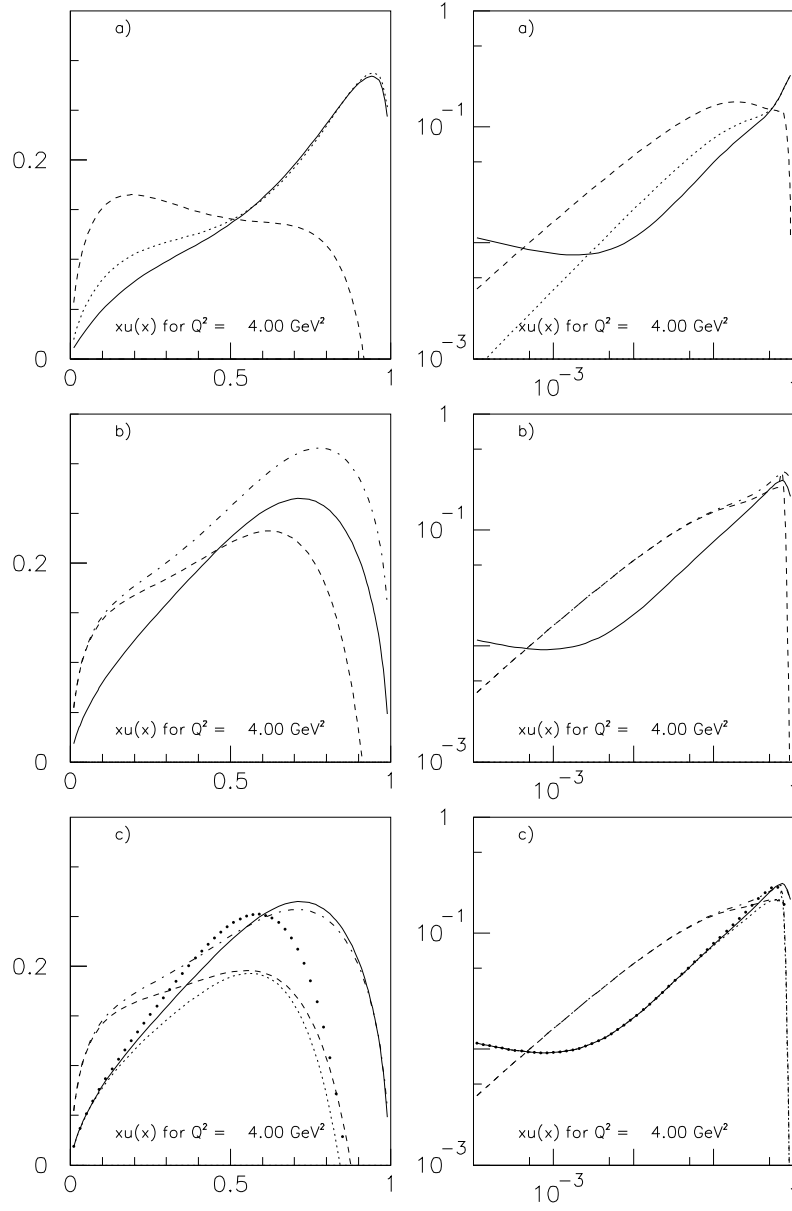 a)
0.2
xu(x) for Q² = 4.00 GeV²
0
0 0.5 1
1
a)
10⁻¹
xu(x) for Q² = 4.00 GeV²
10⁻³
10⁻³ 1
b)
0.2
xu(x) for Q² = 4.00 GeV²
0
0 0.5 1
1
b)
10⁻¹
xu(x) for Q² = 4.00 GeV²
10⁻³
10⁻³ 1
c)
0.2
xu(x) for Q² = 4.00 GeV²
0
0 0.5 1
1
c)
10⁻¹
xu(x) for Q² = 4.00 GeV²
10⁻³
10⁻³ 1